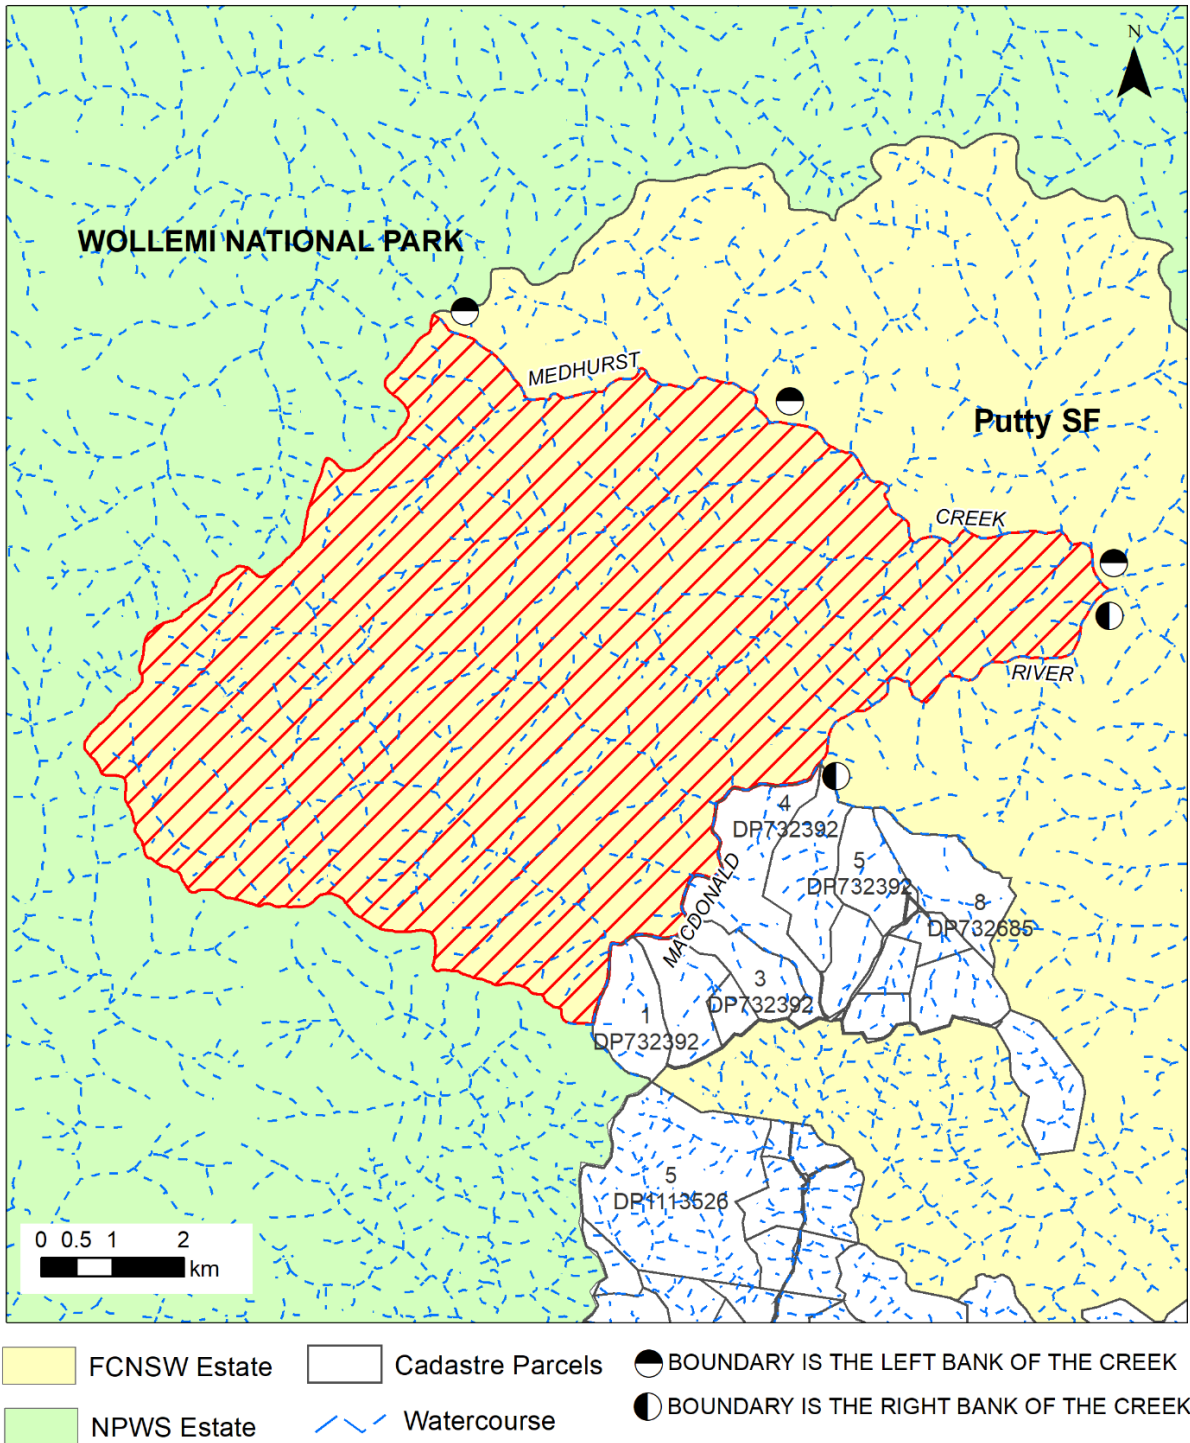 N
WOLLEMI NATIONAL PARK
MEDHURST
Putty SF
CREEK
RIVER
4
DP732392
MACDONALD
5
DP732392
8
DP732685
3
DP732392
1
DP732392
5
DP1113526
0 0.5 1 2
km
FCNSW Estate
Cadastre Parcels
BOUNDARY IS THE LEFT BANK OF THE CREEK
NPWS Estate
Watercourse
BOUNDARY IS THE RIGHT BANK OF THE CREEK